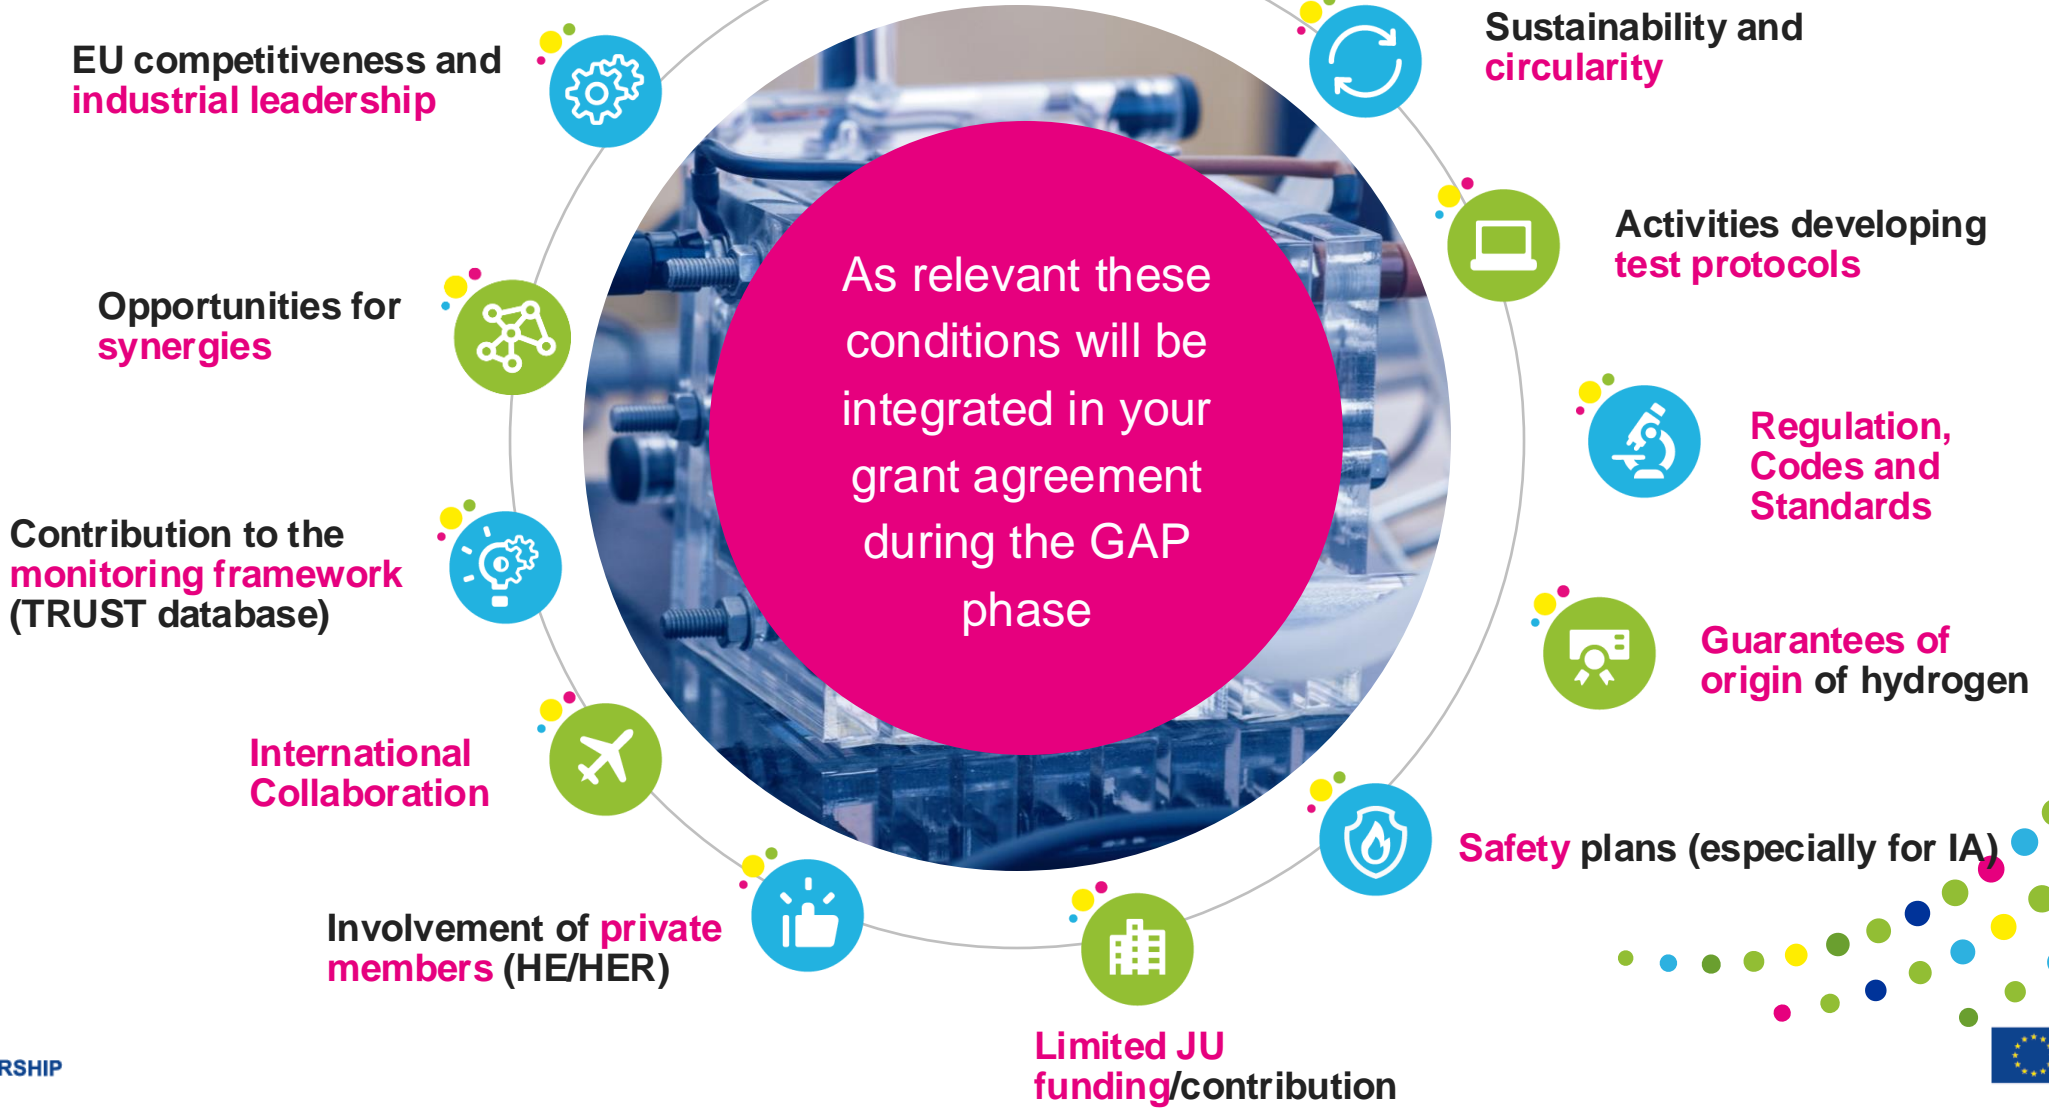 EU competitiveness and
industrial leadership
Sustainability and
circularity
Opportunities for
synergies
Activities developing
test protocols
As relevant these
conditions will be
integrated in your
grant agreement
during the GAP
phase
Regulation,
Codes and
Standards
Contribution to the
monitoring framework
(TRUST database)
Guarantees of
origin of hydrogen
International
Collaboration
Safety plans (especially for IA)
Involvement of private
members (HE/HER)
Limited JU
funding/contribution
RSHIP